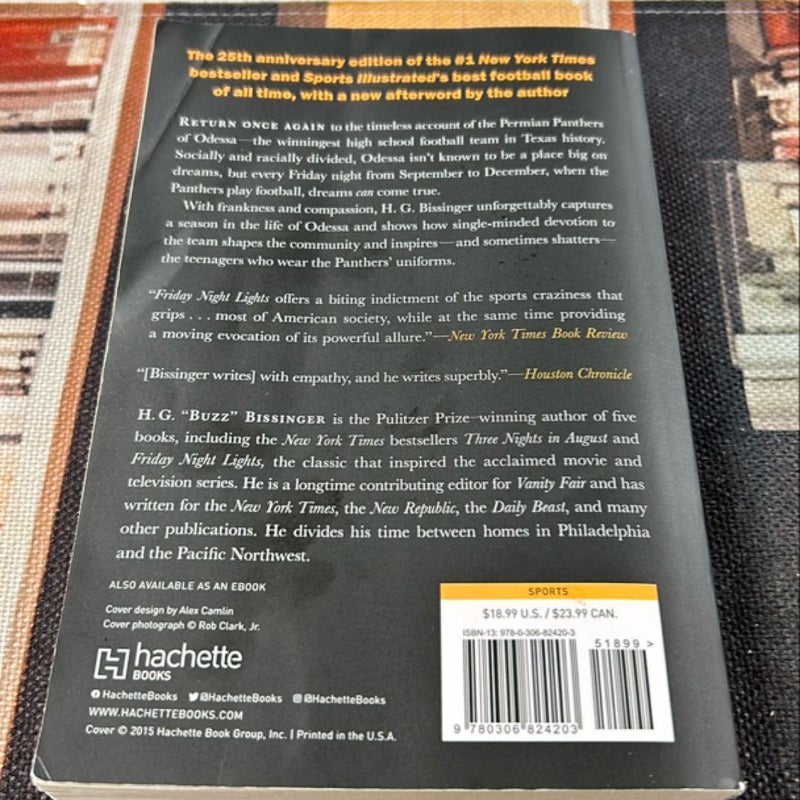 The 25th anniversary edition of the #1 New York Times
bestseller and Sports Illustrated's best football book
of all time, with a new afterword by the author
RETURN ONCE AGAIN to the timeless account of the Permian Panthers
of Odessa—the winningest high school football team in Texas history.
Socially and racially divided, Odessa isn't known to be a place big on
dreams, but every Friday night from September to December, when the
Panthers play football, dreams can come true.
With frankness and compassion, H. G. Bissinger unforgettably captures
a season in the life of Odessa and shows how single-minded devotion to
the team shapes the community and inspires—and sometimes shatters—
the teenagers who wear the Panthers' uniforms.
"Friday Night Lights offers a biting indictment of the sports craziness that
grips . . . most of American society, while at the same time providing
a moving evocation of its powerful allure."—New York Times Book Review
"[Bissinger writes] with empathy, and he writes superbly."—Houston Chronicle
H. G. "BUZZ" BISSINGER is the Pulitzer Prize–winning author of five
books, including the New York Times bestsellers Three Nights in August and
Friday Night Lights, the classic that inspired the acclaimed movie and
television series. He is a longtime contributing editor for Vanity Fair and has
written for the New York Times, the New Republic, the Daily Beast, and many
other publications. He divides his time between homes in Philadelphia
and the Pacific Northwest.
ALSO AVAILABLE AS AN EBOOK
Cover design by Alex Camlin
Cover photograph © Rob Clark, Jr.
hachette
BOOKS
HachetteBooks @HachetteBooks @HachetteBooks
WWW.HACHETTEBOOKS.COM
Cover © 2015 Hachette Book Group, Inc. | Printed in the U.S.A.
SPORTS
$18.99 U.S. / $23.99 CAN.
ISBN-13: 978-0-306-82420-3
51899 >
9 780306 824203